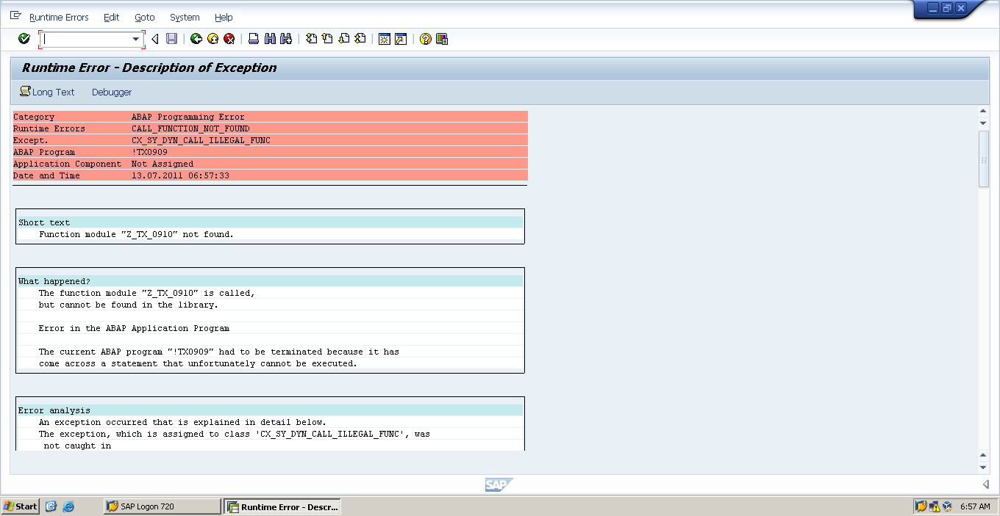 Runtime Errors Edit Goto System Help
Runtime Error - Description of Exception
Long Text Debugger
Category ABAP Programming Error
Runtime Errors CALL_FUNCTION_NOT_FOUND
Except. CX_SY_DYN_CALL_ILLEGAL_FUNC
ABAP Program !TX0909
Application Component Not Assigned
Date and Time 13.07.2011 06:57:33
Short text
Function module "Z_TX_0910" not found.
What happened?
The function module "Z_TX_0910" is called,
but cannot be found in the library.
Error in the ABAP Application Program
The current ABAP program "!TX0909" had to be terminated because it has
come across a statement that unfortunately cannot be executed.
Error analysis
An exception occurred that is explained in detail below.
The exception, which is assigned to class 'CX_SY_DYN_CALL_ILLEGAL_FUNC', was
not caught in
SAP
Start SAP Logon 720 Runtime Error - Descr... 6:57 AM